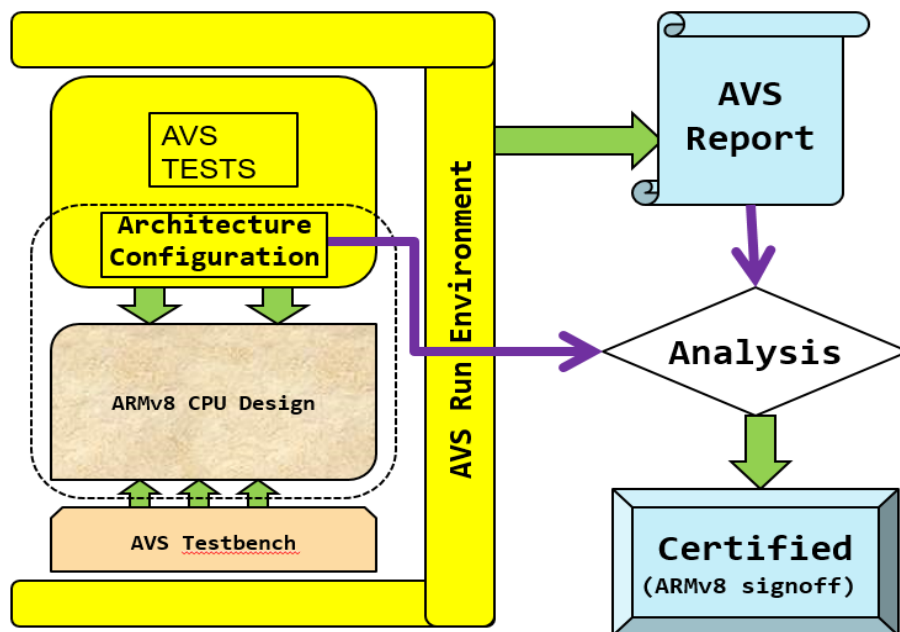 AVS
TESTS
Architecture
Configuration
ARMv8 CPU Design
AVS Testbench
AVS Run Environment
AVS
Report
Analysis
Certified
(ARMv8 signoff)